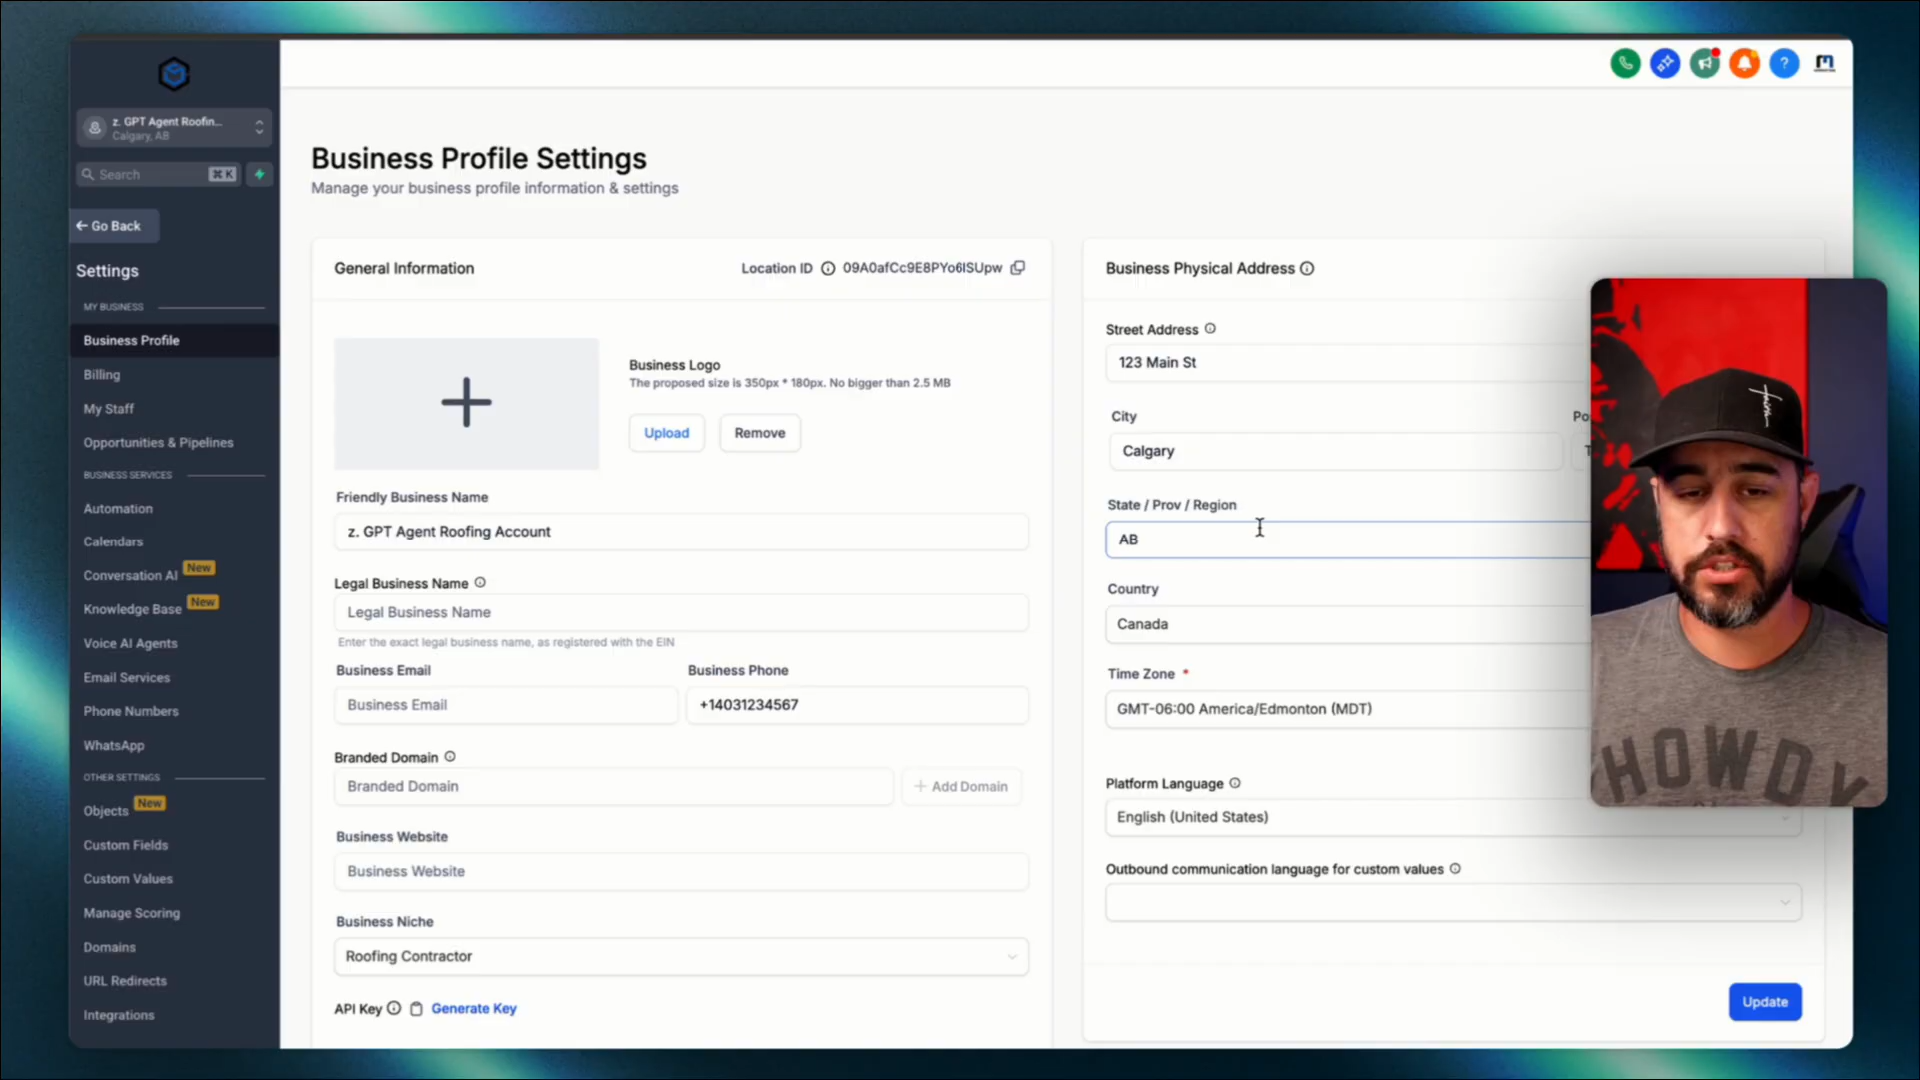 z. GPT Agent Roofin...
Calgary, AB
Search
⌘ K
← Go Back
Settings
MY BUSINESS
Business Profile
Billing
My Staff
Opportunities & Pipelines
BUSINESS SERVICES
Automation
Calendars
Conversation AI New
Knowledge Base New
Voice AI Agents
Email Services
Phone Numbers
WhatsApp
OTHER SETTINGS
Objects New
Custom Fields
Custom Values
Manage Scoring
Domains
URL Redirects
Integrations
Business Profile Settings
Manage your business profile information & settings
General Information
Location ID 09A0afCc9E8PYo6ISUpw
Business Logo
The proposed size is 350px * 180px. No bigger than 2.5 MB
Upload
Remove
Friendly Business Name
z. GPT Agent Roofing Account
Legal Business Name
Legal Business Name
Enter the exact legal business name, as registered with the EIN
Business Email
Business Phone
Business Email
+14031234567
Branded Domain
Branded Domain
+ Add Domain
Business Website
Business Website
Business Niche
Roofing Contractor
API Key
Generate Key
Business Physical Address
Street Address
123 Main St
City
Po
Calgary
State / Prov / Region
AB
Country
Canada
Time Zone *
GMT-06:00 America/Edmonton (MDT)
Platform Language
English (United States)
Outbound communication language for custom values
Update
HOWDY